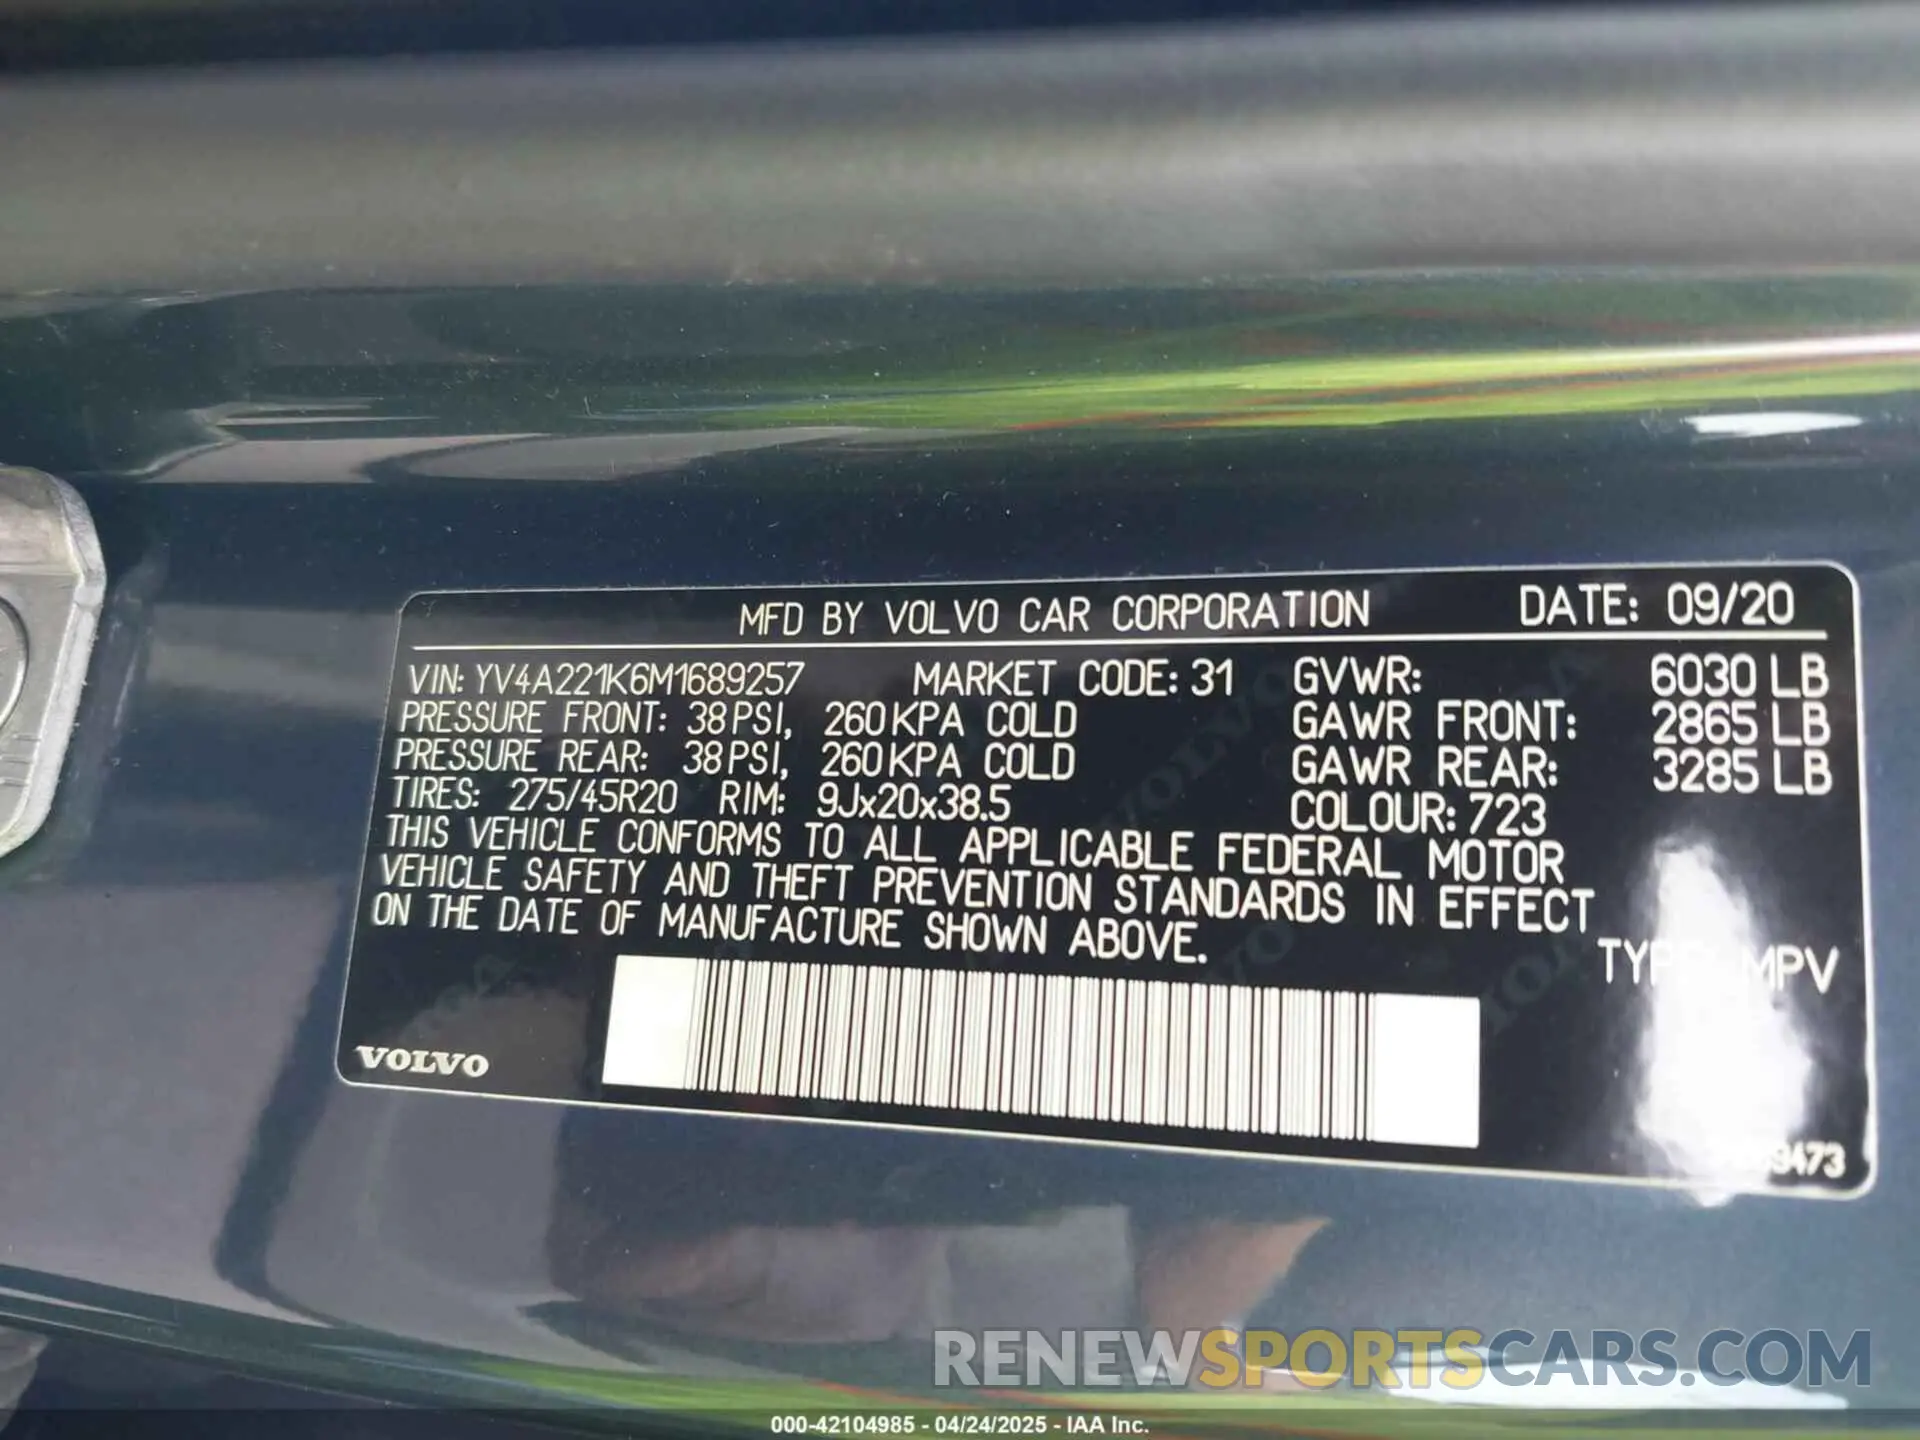 MFD BY VOLVO CAR CORPORATION DATE: 09/20
VIN: YV4A221K6M1689257 MARKET CODE: 31 GVWR: 6030 LB
PRESSURE FRONT: 38 PSI, 260 KPA COLD GAWR FRONT: 2865 LB
PRESSURE REAR: 38 PSI, 260 KPA COLD GAWR REAR: 3285 LB
TIRES: 275/45R20 RIM: 9Jx20x38.5 COLOUR: 723
THIS VEHICLE CONFORMS TO ALL APPLICABLE FEDERAL MOTOR
VEHICLE SAFETY AND THEFT PREVENTION STANDARDS IN EFFECT
ON THE DATE OF MANUFACTURE SHOWN ABOVE.
TYPE: MPV
VOLVO
RENEWSPORTSCARS.COM
000-42104985 - 04/24/2025 - IAA Inc.